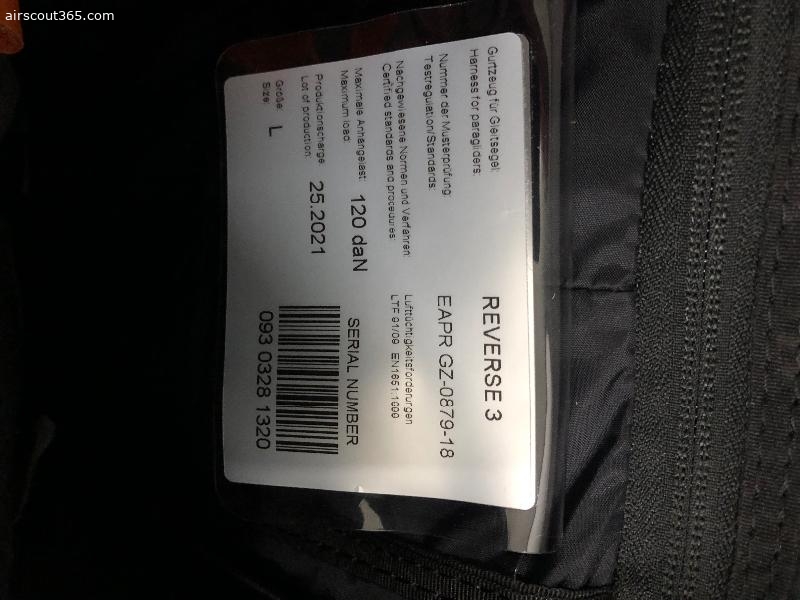 airscout365.com
Gurtzeug für Gleitsegel:
Harness for paragliders:
REVERSE 3
Nummer der Musterprüfung:
Testregulation/Standards:
EAPR GZ-0879-18
Nachgewiesene Normen und Verfahren:
Certified standards and procedures:
Lufttüchtigkeitsforderungen
LTF 91/09 EN1651:1999
Maximale Anhängelast:
Maximum load:
120 daN
SERIAL NUMBER
Produktionscharge
Lot of production:
25.2021
Größe:
Size:
L
093 0328 1320